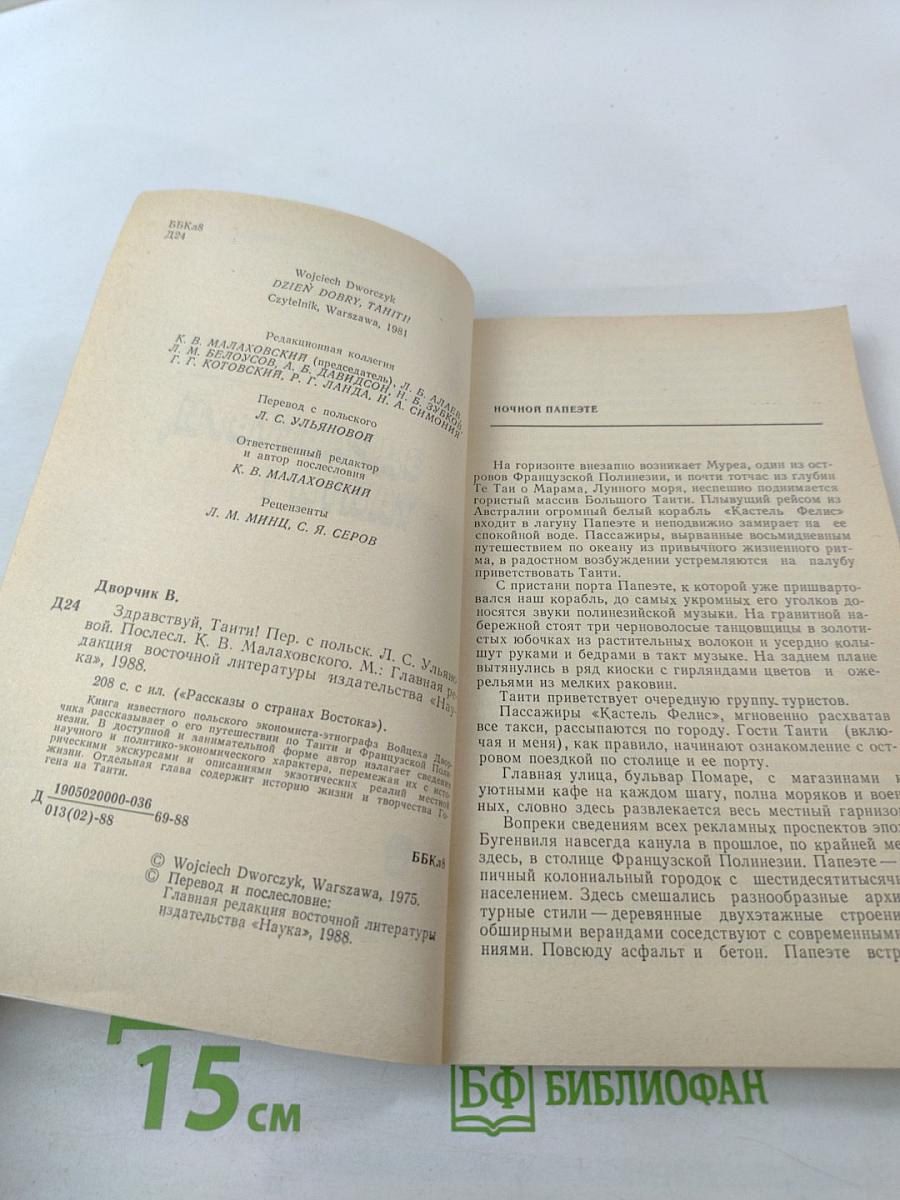 ББКл8
Д24
Wojciech Dworczyk
DZIEŃ DOBRY, TAHITI!
Czytelnik, Warszawa, 1981
Редакционная коллегия
К. В. МАЛАХОВСКИЙ (председатель), Л. Б. АЛАЕВ,
Л. М. БЕЛОУСОВ, А. Б. ДАВИДСОН, Н. Б. ЗУБКОВ,
Г. Г. КОТОВСКИЙ, Р. Г. ЛАНДА, Н. А. СИМОНИЯ
Перевод с польского
Л. С. УЛЬЯНОВОЙ
Ответственный редактор
и автор послесловия
К. В. МАЛАХОВСКИЙ
Рецензенты
Л. М. МИНЦ, С. Я. СЕРОВ
Дворчик В.
Д24 Здравствуй, Таити! Пер. с польск. Л. С. Ульяно-
вой. Послесл. К. В. Малаховского. М.: Главная ре-
дакция восточной литературы издательства «Нау-
ка», 1988.
208 с. с ил. («Рассказы о странах Востока»).
Книга известного польского экономиста-этнографа Войцеха Двор-
чика рассказывает о его путешествии по Таити и Французской Поли-
незии. В доступной и занимательной форме автор излагает сведения
научного и политико-экономического характера, перемежая их с исто-
рическими экскурсами и описаниями экзотических реалий местной
жизни. Отдельная глава содержит историю жизни и творчества Го-
гена на Таити.
Д 1905020000-036
013(02)-88
69-88
ББКл8
© Wojciech Dworczyk, Warszawa, 1975.
© Перевод и послесловие:
Главная редакция восточной литературы
издательства «Наука», 1988.
НОЧНОЙ ПАПЕЭТЕ
На горизонте внезапно возникает Муреа, один из ост-
ровов Французской Полинезии, и почти тотчас из глубин
Те Таи о Марама, Лунного моря, неспешно поднимается
гористый массив Большого Таити. Плывущий рейсом из
Австралии огромный белый корабль «Кастель Фелис»
входит в лагуну Папеэте и неподвижно замирает на ее
спокойной воде. Пассажиры, вырванные восьмидневным
путешествием по океану из привычного жизненного рит-
ма, в радостном возбуждении устремляются на палубу
приветствовать Таити.
С пристани порта Папеэте, к которой уже пришварто-
вался наш корабль, до самых укромных его уголков до-
носятся звуки полинезийской музыки. На гранитной на-
бережной стоят три черноволосые танцовщицы в золоти-
стых юбочках из растительных волокон и усердно колы-
шут руками и бедрами в такт музыке. На заднем плане
вытянулись в ряд киоски с гирляндами цветов и оже-
рельями из мелких раковин.
Таити приветствует очередную группу туристов.
Пассажиры «Кастель Фелис», мгновенно расхватав
все такси, рассыпаются по городу. Гости Таити (вклю-
чая и меня), как правило, начинают ознакомление с ост-
ровом поездкой по столице и ее порту.
Главная улица, бульвар Помаре, с магазинами и
уютными кафе на каждом шагу, полна моряков и воен
ных, словно здесь развлекается весь местный гарнизо
Вопреки сведениям всех рекламных проспектов эпо
Бугенвиля навсегда канула в прошлое, по крайней ме
здесь, в столице Французской Полинезии. Папеэте —
пичный колониальный городок с шестидесятитысячн
населением. Здесь смешались разнообразные архи
турные стили — деревянные двухэтажные строени
обширными верандами соседствуют с современными
ниями. Повсюду асфальт и бетон. Папеэте встр
15 см
БФ БИБЛИОФАН